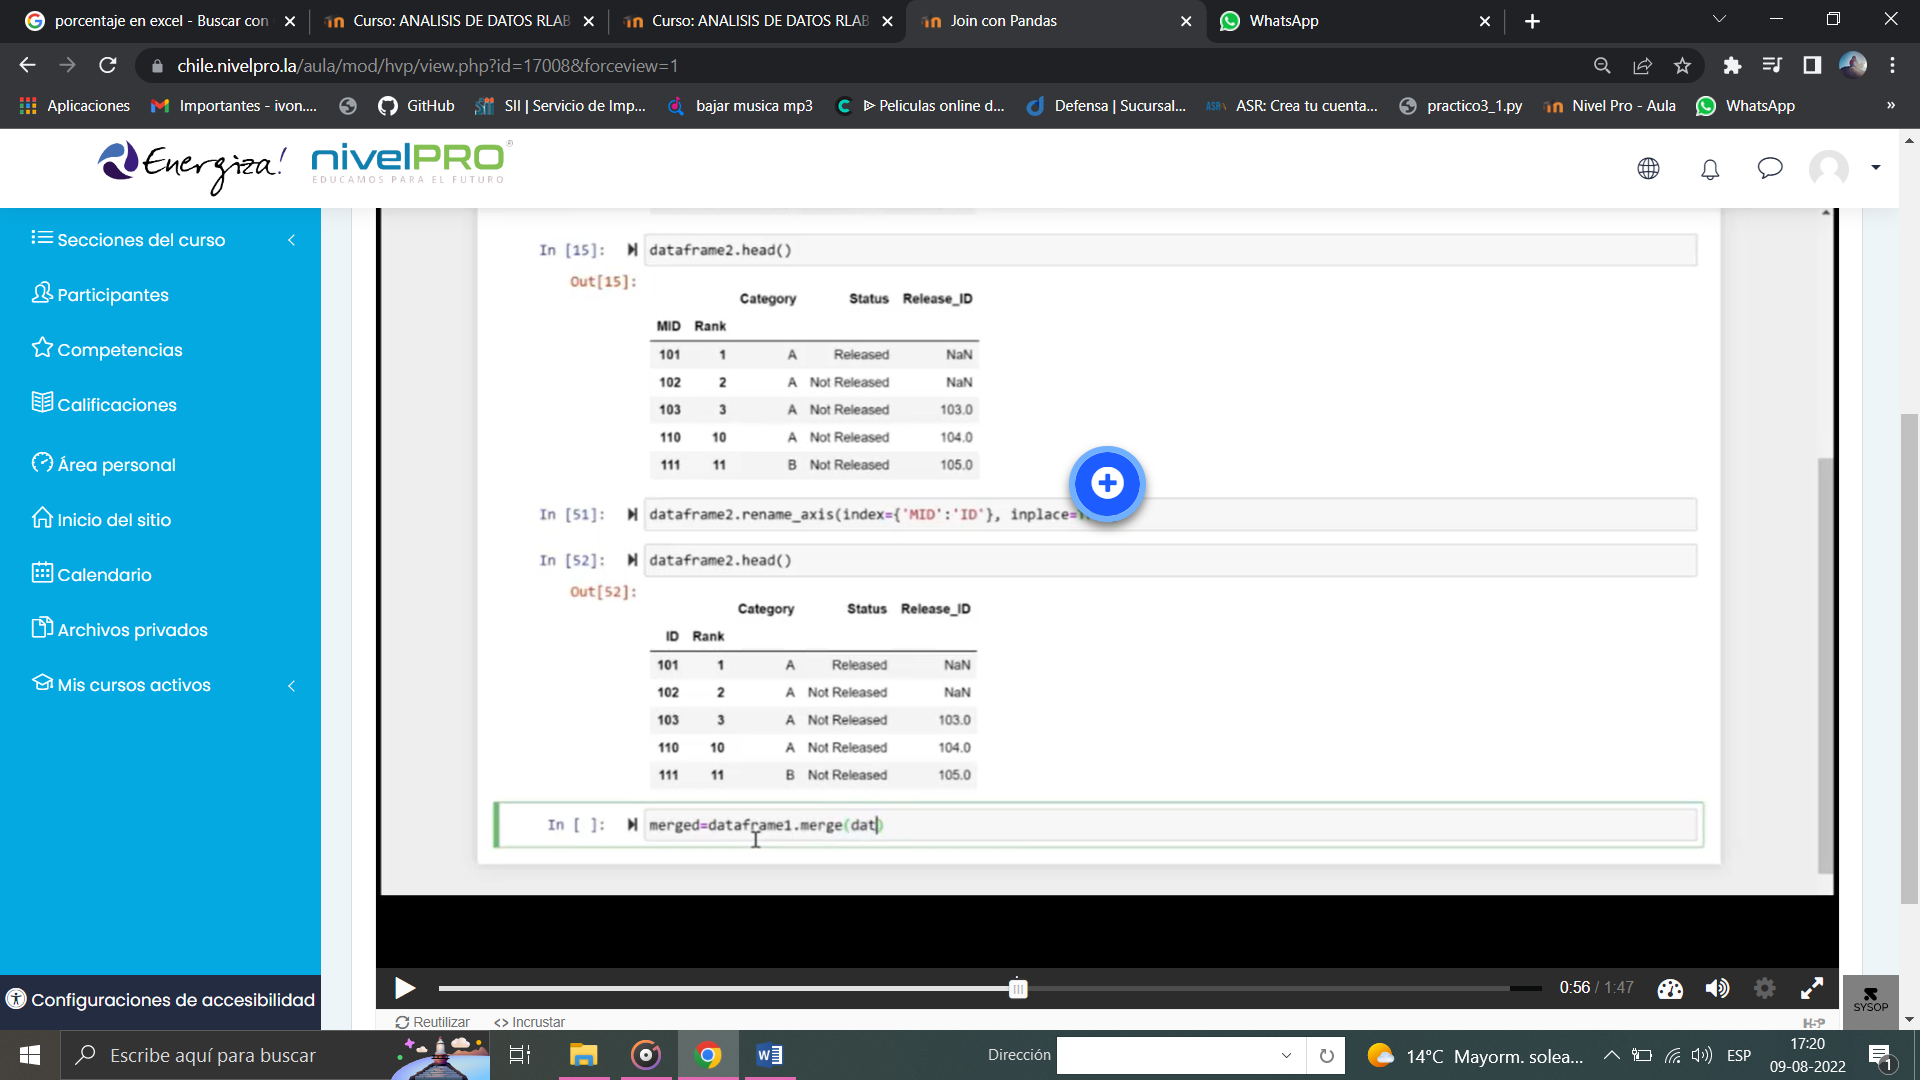 porcentaje en excel - Buscar con
Curso: ANALISIS DE DATOS RLAB
Curso: ANALISIS DE DATOS RLAB
Join con Pandas
WhatsApp
chile.nivelpro.la/aula/mod/hvp/view.php?id=17008&forceview=1
Aplicaciones
Importantes - ivon....
GitHub
SII | Servicio de Imp...
bajar musica mp3
Peliculas online d...
Defensa | Sucursal...
ASR: Crea tu cuenta...
practico3_1.py
Nivel Pro - Aula
WhatsApp
»
Energiza!
nivelPRO
EDUCAMOS PARA EL FUTURO
Secciones del curso
Participantes
Competencias
Calificaciones
Área personal
Inicio del sitio
Calendario
Archivos privados
Mis cursos activos
Configuraciones de accesibilidad
In [15]: dataframe2.head()
Out[15]:
Category Status Release_ID
MID Rank
101 1 A Released NaN
102 2 A Not Released NaN
103 3 A Not Released 103.0
110 10 A Not Released 104.0
111 11 B Not Released 105.0
In [51]: dataframe2.rename_axis(index={'MID':'ID'}, inplace=
In [52]: dataframe2.head()
Out[52]:
Category Status Release_ID
ID Rank
101 1 A Released NaN
102 2 A Not Released NaN
103 3 A Not Released 103.0
110 10 A Not Released 104.0
111 11 B Not Released 105.0
In [ ]: merged=dataframe1.merge(dat)
0:56 / 1:47
SYSOP
Reutilizar
<> Incrustar
H-P
Escribe aquí para buscar
Dirección
14°C Mayorm. solea...
ESP
17:20
09-08-2022
1